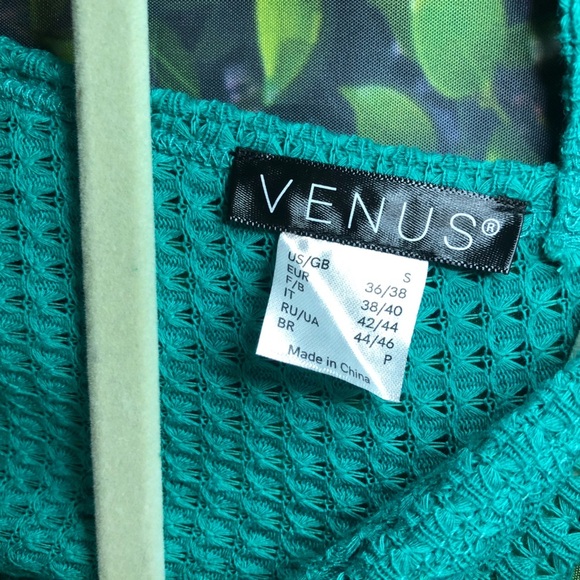 VENUS®
US/GB S
EUR 36/38
F/B 38/40
IT 42/44
RU/UA 44/46
BR P
Made in China